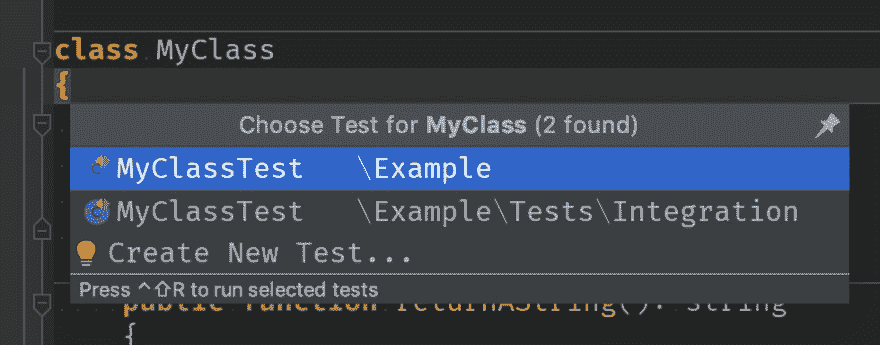 class MyClass
{
Choose Test for MyClass (2 found)
MyClassTest \Example
MyClassTest \Example\Tests\Integration
Create New Test...
Press ^⇧R to run selected tests
public function returnAString(): String
{